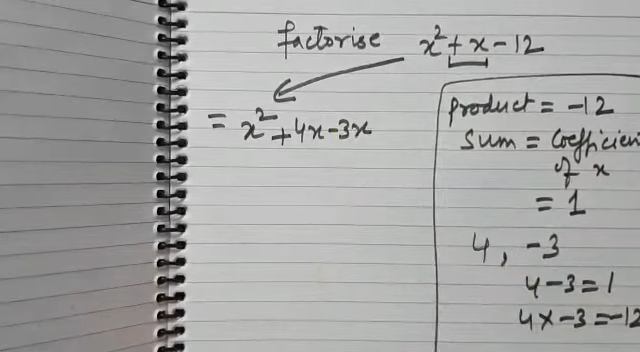 factorise x² + x - 12
= x² + 4x - 3x
product = -12
sum = coefficien
of x
= 1
4, -3
4 - 3 = 1
4 x -3 = -12